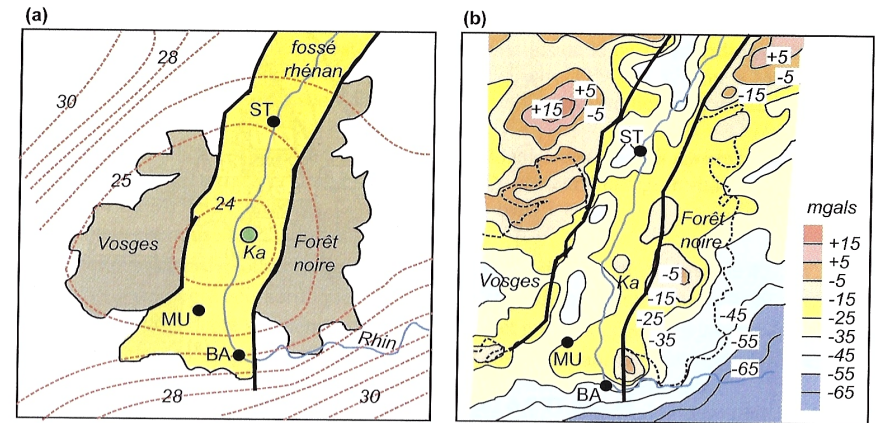 (a)
28
30
fossé
rhénan
ST
25
24
Vosges
Ka
Forêt
noire
MU
BA
Rhin
28
30
(b)
+5
-5
-15
+5
+15
-5
ST
Forêt
noire
Vosges
Ka
-5
-15
-25
-35
-45
-55
-65
MU
BA
mgals
+15
+5
-5
-15
-25
-35
-45
-55
-65